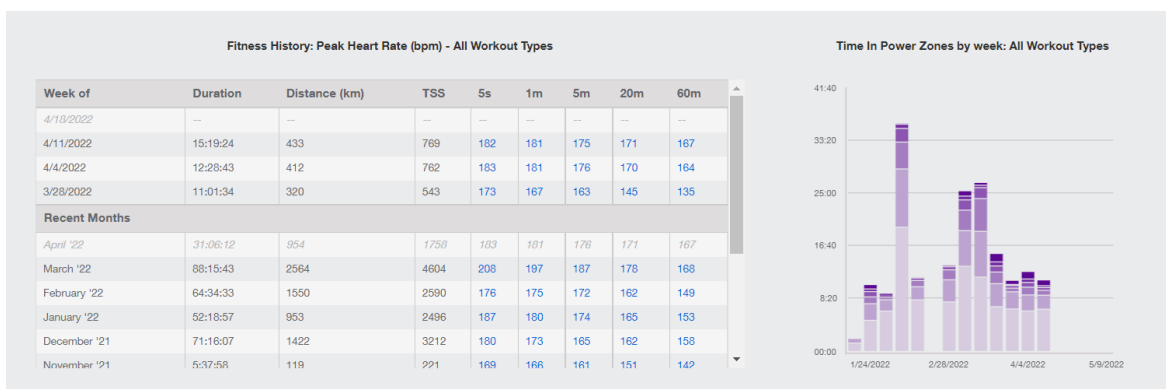 Fitness History: Peak Heart Rate (bpm) - All Workout Types
Week of Duration Distance (km) TSS 5s 1m 5m 20m 60m
4/18/2022 -- -- -- -- -- -- -- --
4/11/2022 15:19:24 433 769 182 181 175 171 167
4/4/2022 12:28:43 412 762 183 181 176 170 164
3/28/2022 11:01:34 320 543 173 167 163 145 135
Recent Months
April '22 31:06:12 954 1758 183 181 176 171 167
March '22 88:15:43 2564 4604 208 197 187 178 168
February '22 64:34:33 1550 2590 176 175 172 162 149
January '22 52:18:57 953 2496 187 180 174 165 153
December '21 71:16:07 1422 3212 180 173 165 162 158
November '21 5:37:58 119 221 169 166 161 151 142
Time In Power Zones by week: All Workout Types
41:40
33:20
25:00
16:40
8:20
00:00
1/24/2022 2/28/2022 4/4/2022 5/9/2022